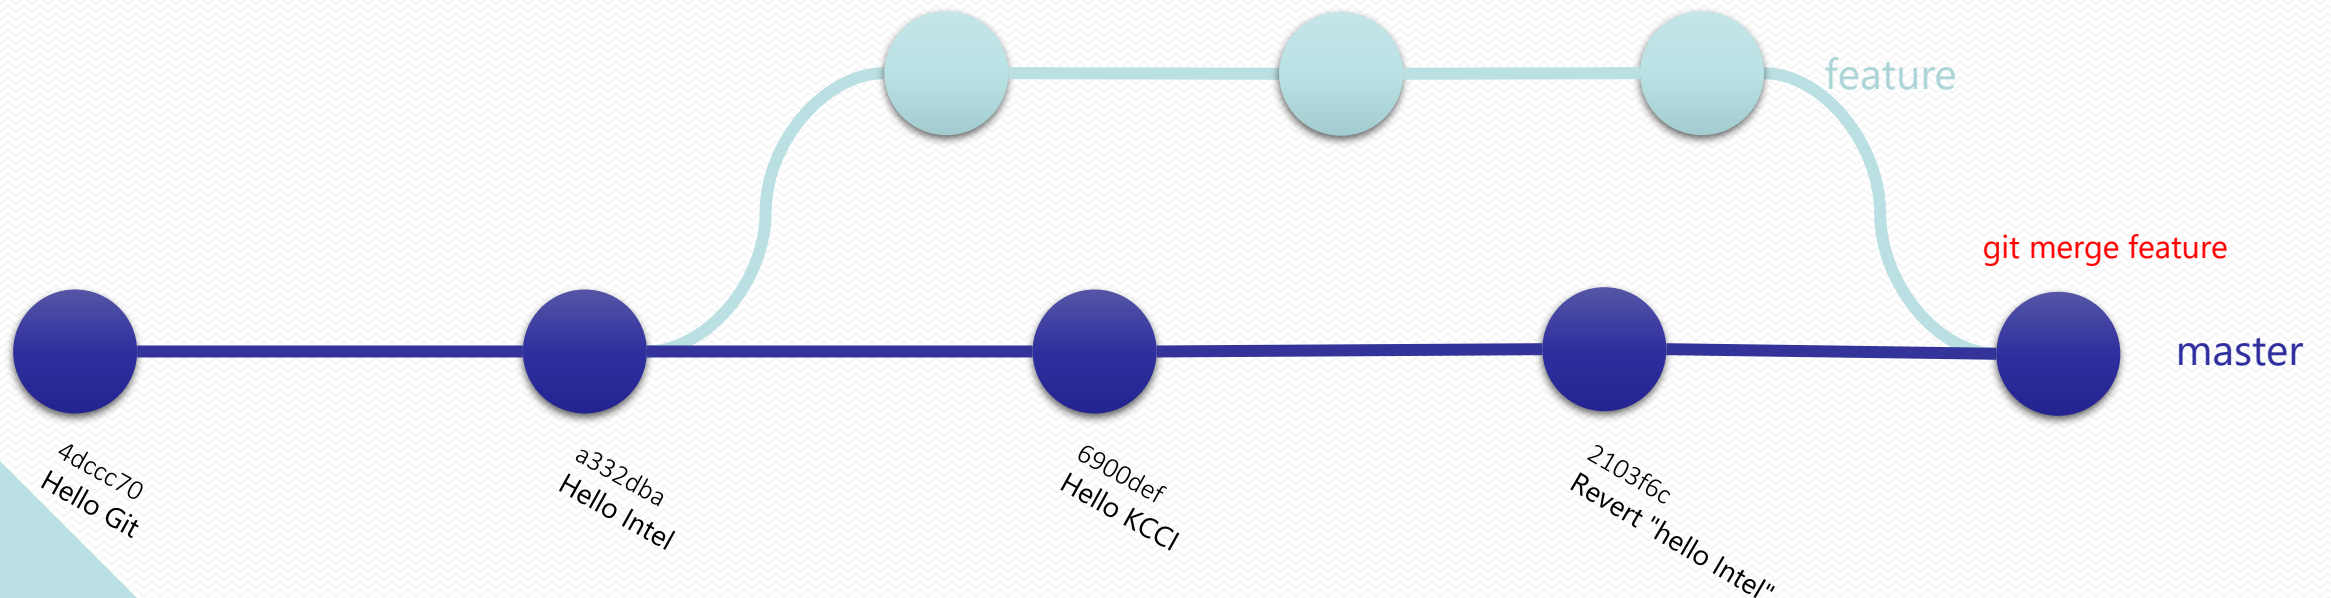 feature
git merge feature
master
4dccc70
Hello Git
a332dba
Hello Intel
6900def
Hello KCCI
2103f6c
Revert "hello Intel"